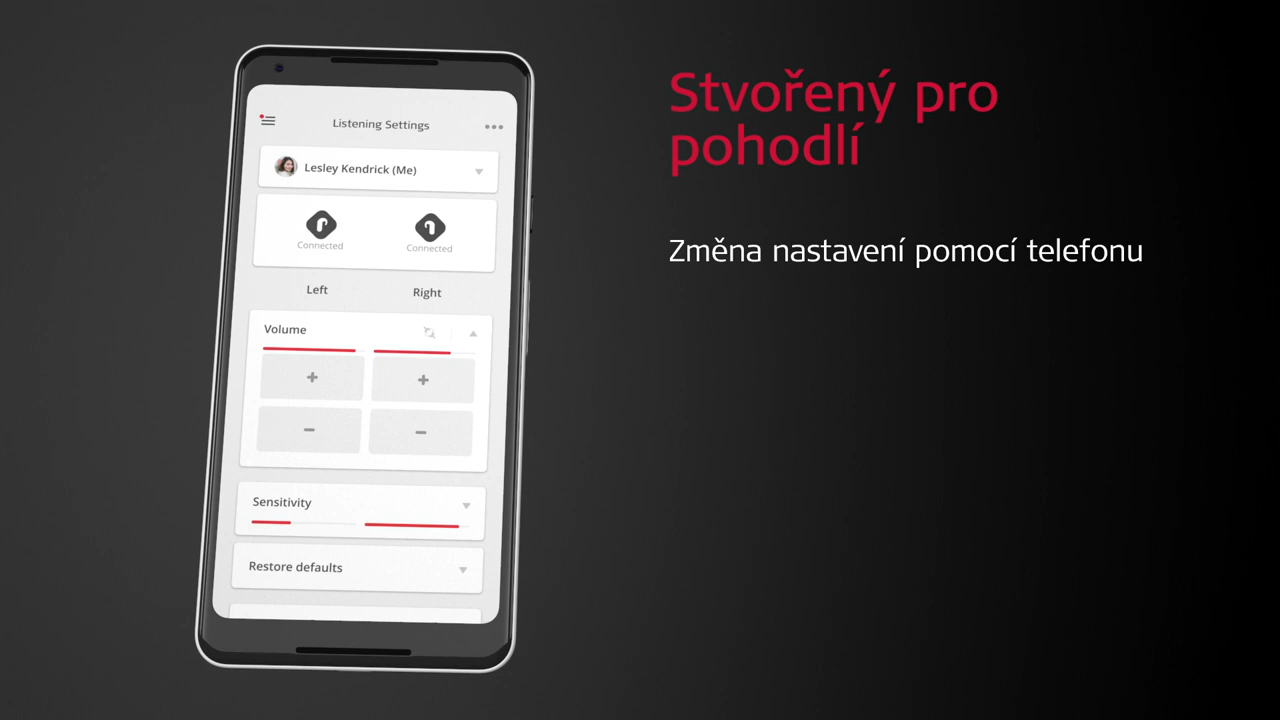 Listening Settings
Lesley Kendrick (Me)
Connected Connected
Left Right
Volume
Sensitivity
Restore defaults
Stvořený pro
pohodlí
Změna nastavení pomocí telefonu